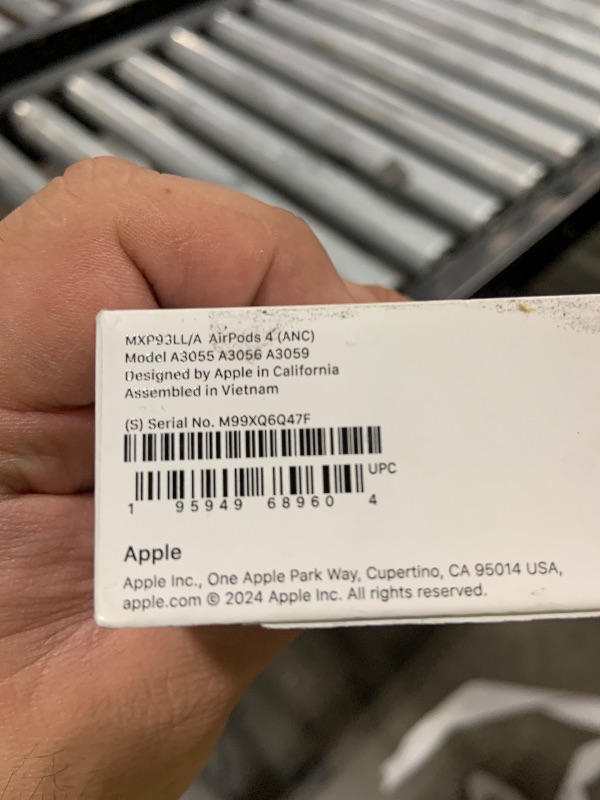 MXP93LL/A AirPods 4 (ANC)
Model A3055 A3056 A3059
Designed by Apple in California
Assembled in Vietnam
(S) Serial No. M99XQ6Q47F
UPC
1 95949 68960 4
Apple
Apple Inc., One Apple Park Way, Cupertino, CA 95014 USA,
apple.com © 2024 Apple Inc. All rights reserved.